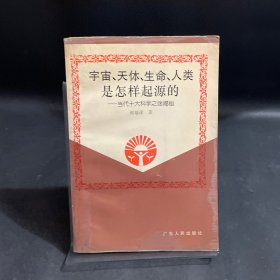 宇宙、天体、生命、人类
是怎样起源的
——当代十大科学之谜揭秘
著
广东人民出版社